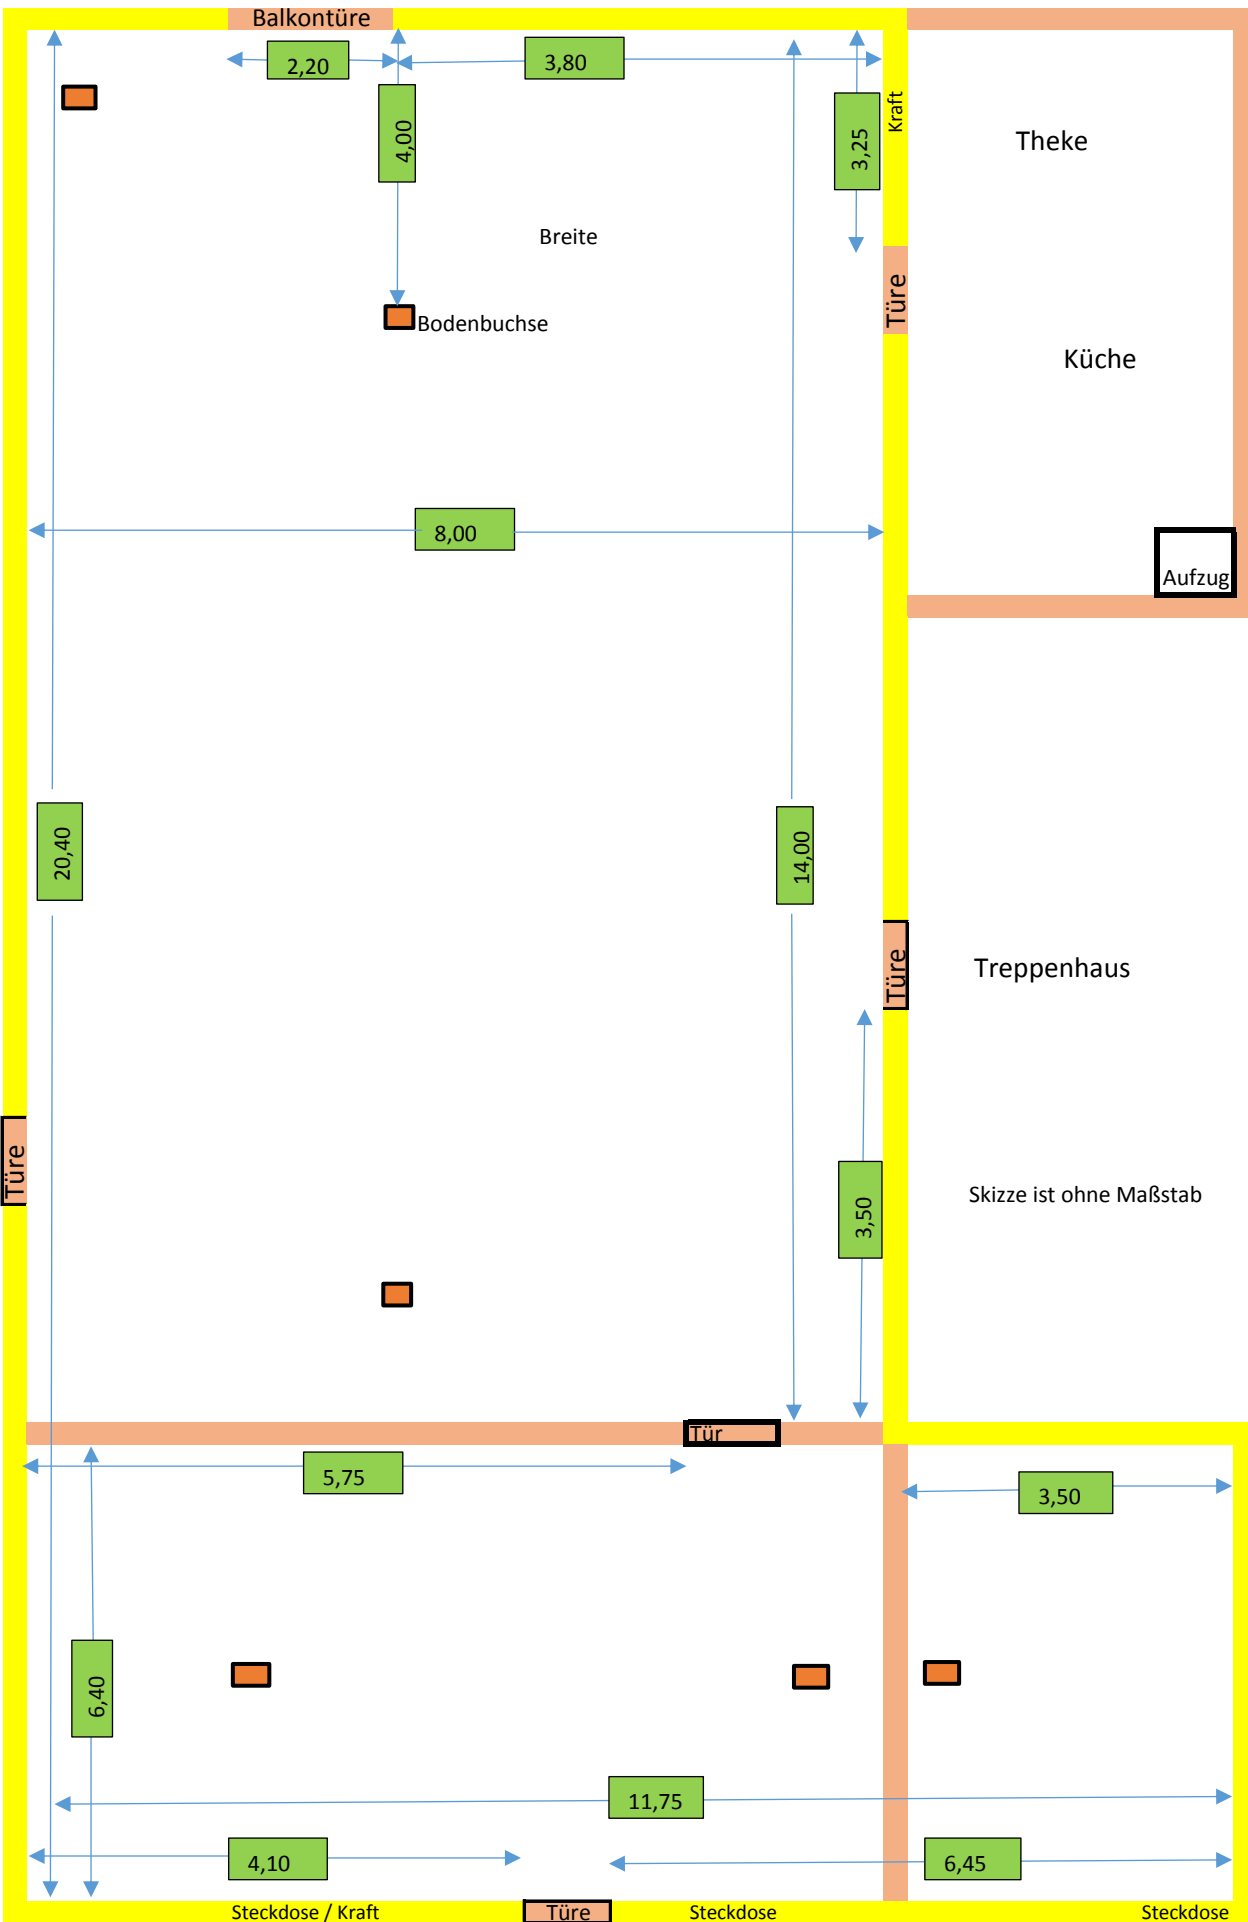 Balkontüre
2,20
3,80
4,00
3,25
Kraft
Theke
Breite
Türe
Bodenbuchse
Küche
8,00
Aufzug
20,40
14,00
Türe
Treppenhaus
Türe
3,50
Skizze ist ohne Maßstab
Tür
5,75
3,50
6,40
11,75
4,10
6,45
Steckdose / Kraft
Türe
Steckdose
Steckdose